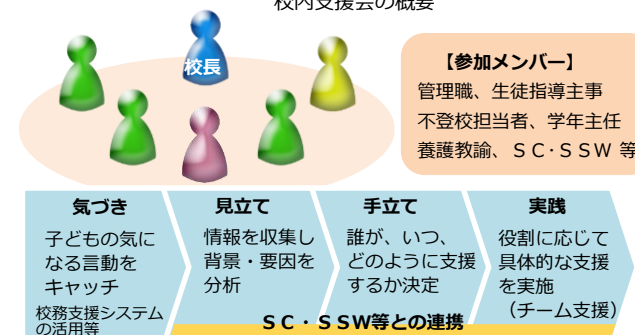 校内支援会の概要
校長
【参加メンバー】
管理職、生徒指導主事
不登校担当者、学年主任
養護教諭、ＳＣ･ＳＳＷ 等
気づき
子どもの気に
なる言動を
キャッチ
校務支援システム
の活用等
見立て
情報を収集し
背景・要因を
分析
手立て
誰が、いつ、
どのように支援
するか決定
実践
役割に応じて
具体的な支援
を実施
（チーム支援）
ＳＣ・ＳＳＷ等との連携